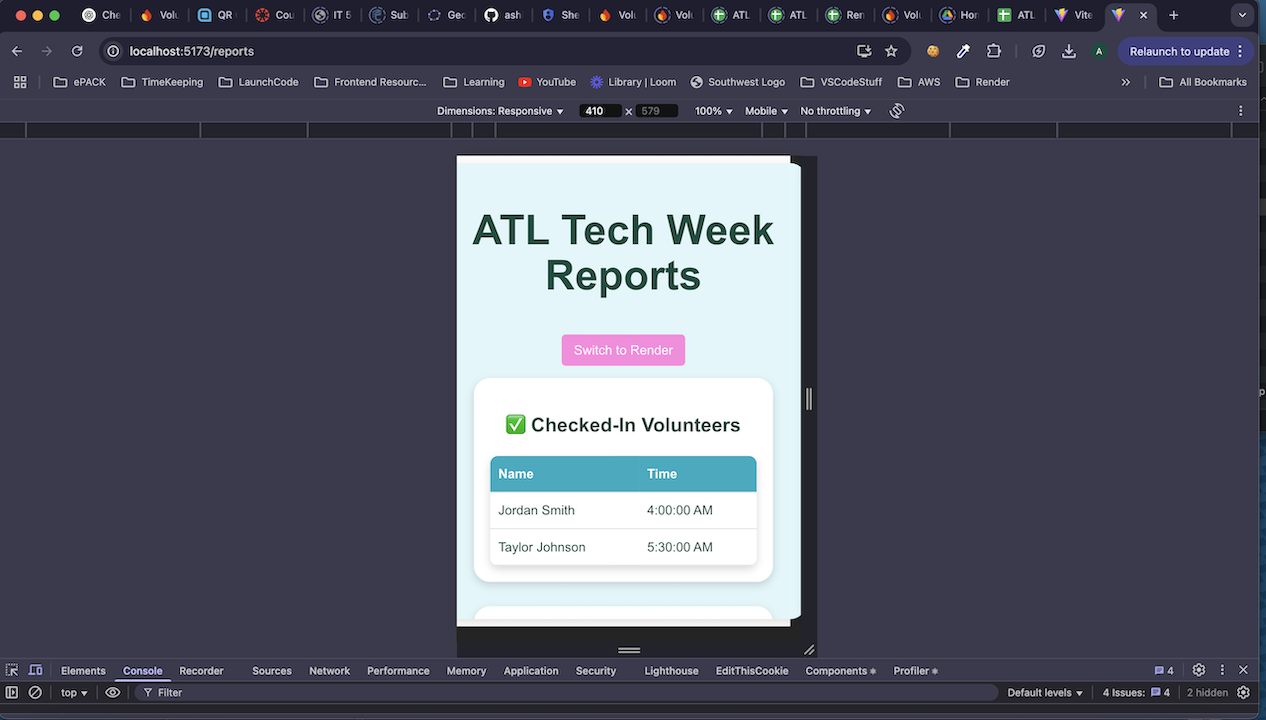 Che
Volu
QR
Cou
IT 5
Sub
Geo
ash
She
Volu
Volu
ATL
ATL
Ren
Volu
Hor
ATL
Vite
localhost:5173/reports
A
Relaunch to update
ePACK
TimeKeeping
LaunchCode
Frontend Resourc...
Learning
YouTube
Library | Loom
Southwest Logo
VSCodeStuff
AWS
Render
»
All Bookmarks
Dimensions: Responsive
410
×
579
100%
Mobile
No throttling
ATL Tech Week
Reports
Switch to Render
✅ Checked-In Volunteers
Name Time
Jordan Smith 4:00:00 AM
Taylor Johnson 5:30:00 AM
Elements
Console
Recorder
Sources
Network
Performance
Memory
Application
Security
Lighthouse
EditThisCookie
Components
Profiler
4
top
Filter
Default levels
4 Issues: 4
2 hidden